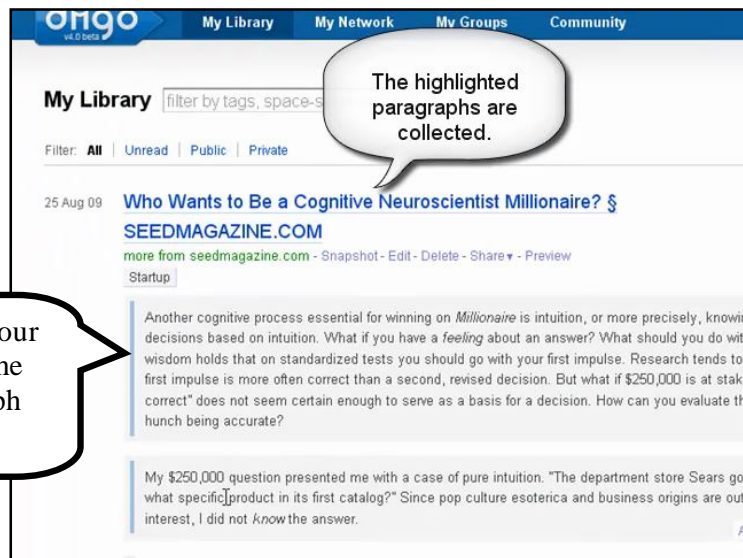 v4.0 beta
My Library My Network My Groups Community
The highlighted
paragraphs are
collected.
My Library filter by tags, space-s
Filter: All | Unread | Public | Private
25 Aug 09 Who Wants to Be a Cognitive Neuroscientist Millionaire? §
SEEDMAGAZINE.COM
more from seedmagazine.com - Snapshot - Edit - Delete - Share ▾ - Preview
Startup
our
ne
ph
Another cognitive process essential for winning on Millionaire is intuition, or more precisely, knowin
decisions based on intuition. What if you have a feeling about an answer? What should you do wit
wisdom holds that on standardized tests you should go with your first impulse. Research tends to
first impulse is more often correct than a second, revised decision. But what if $250,000 is at stak
correct" does not seem certain enough to serve as a basis for a decision. How can you evaluate th
hunch being accurate?
My $250,000 question presented me with a case of pure intuition. "The department store Sears go
what specific product in its first catalog?" Since pop culture esoterica and business origins are out
interest, I did not know the answer.